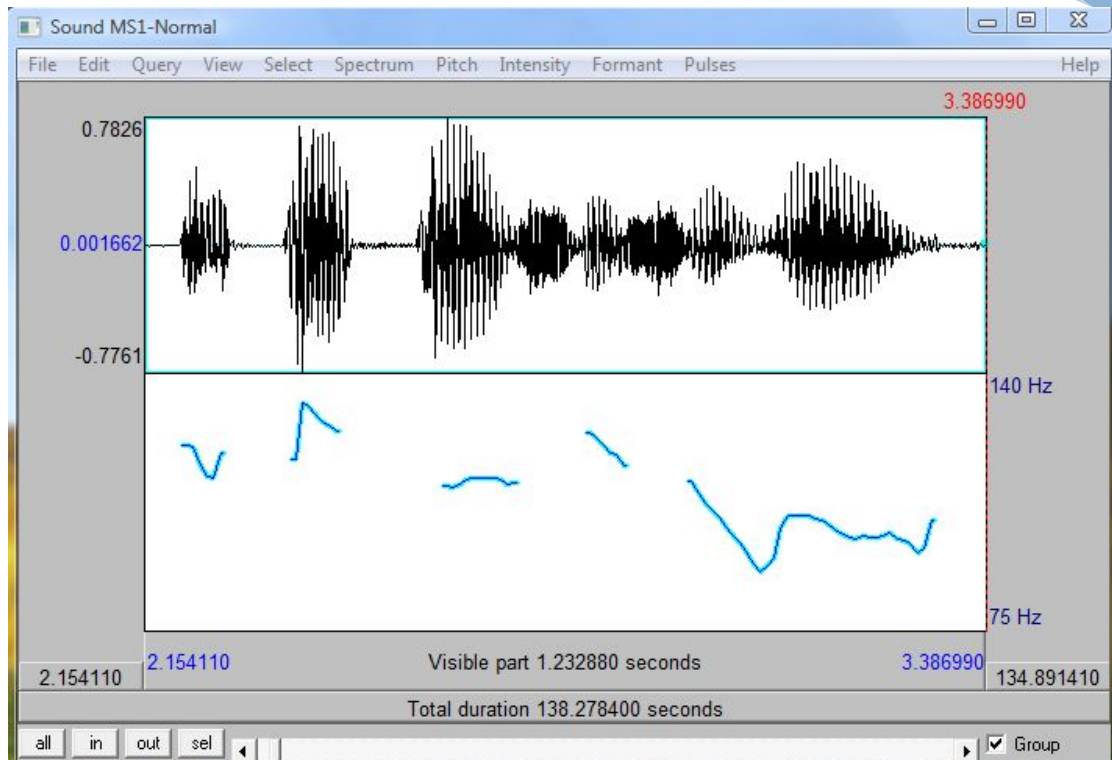 Sound MS1-Normal
File Edit Query View Select Spectrum Pitch Intensity Formant Pulses Help
3.386990
0.7826
0.001662
-0.7761
140 Hz
75 Hz
2.154110 Visible part 1.232880 seconds 3.386990
2.154110 134.891410
Total duration 138.278400 seconds
all in out sel Group